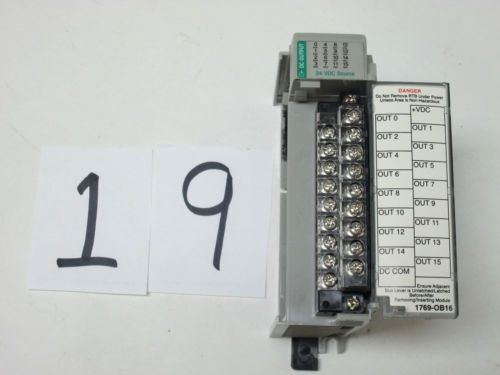 1 9
DC OUTPUT
24 VDC Source
DANGER
Do Not Remove RTB Under Power
Unless Area is Non-Hazardous
+VDC
OUT 0
OUT 1
OUT 2
OUT 3
OUT 4
OUT 5
OUT 6
OUT 7
OUT 8
OUT 9
OUT 10
OUT 11
OUT 12
OUT 13
OUT 14
OUT 15
DC COM
Ensure Adjacent
Bus Lever is Unlatched/Latched
Before/After
Removing/Inserting Module
1769-OB16